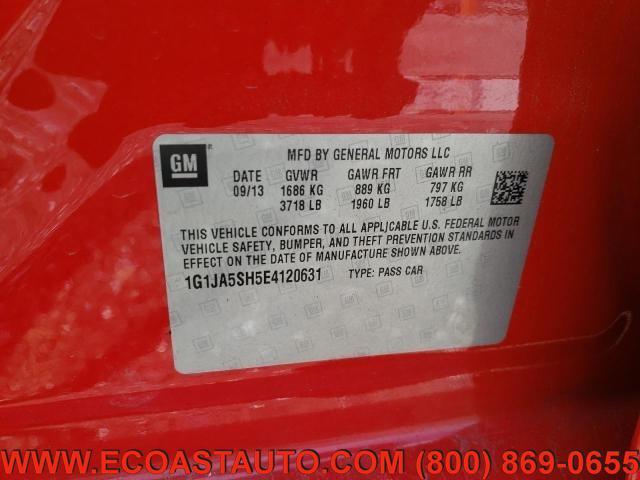 GM
MFD BY GENERAL MOTORS LLC
DATE GVWR GAWR FRT GAWR RR
09/13 1686 KG 889 KG 797 KG
3718 LB 1960 LB 1758 LB
THIS VEHICLE CONFORMS TO ALL APPLICABLE U.S. FEDERAL MOTOR
VEHICLE SAFETY, BUMPER, AND THEFT PREVENTION STANDARDS IN
EFFECT ON THE DATE OF MANUFACTURE SHOWN ABOVE.
1G1JA5SH5E4120631 TYPE: PASS CAR
WWW.ECOASTAUTO.COM (800) 869-0655